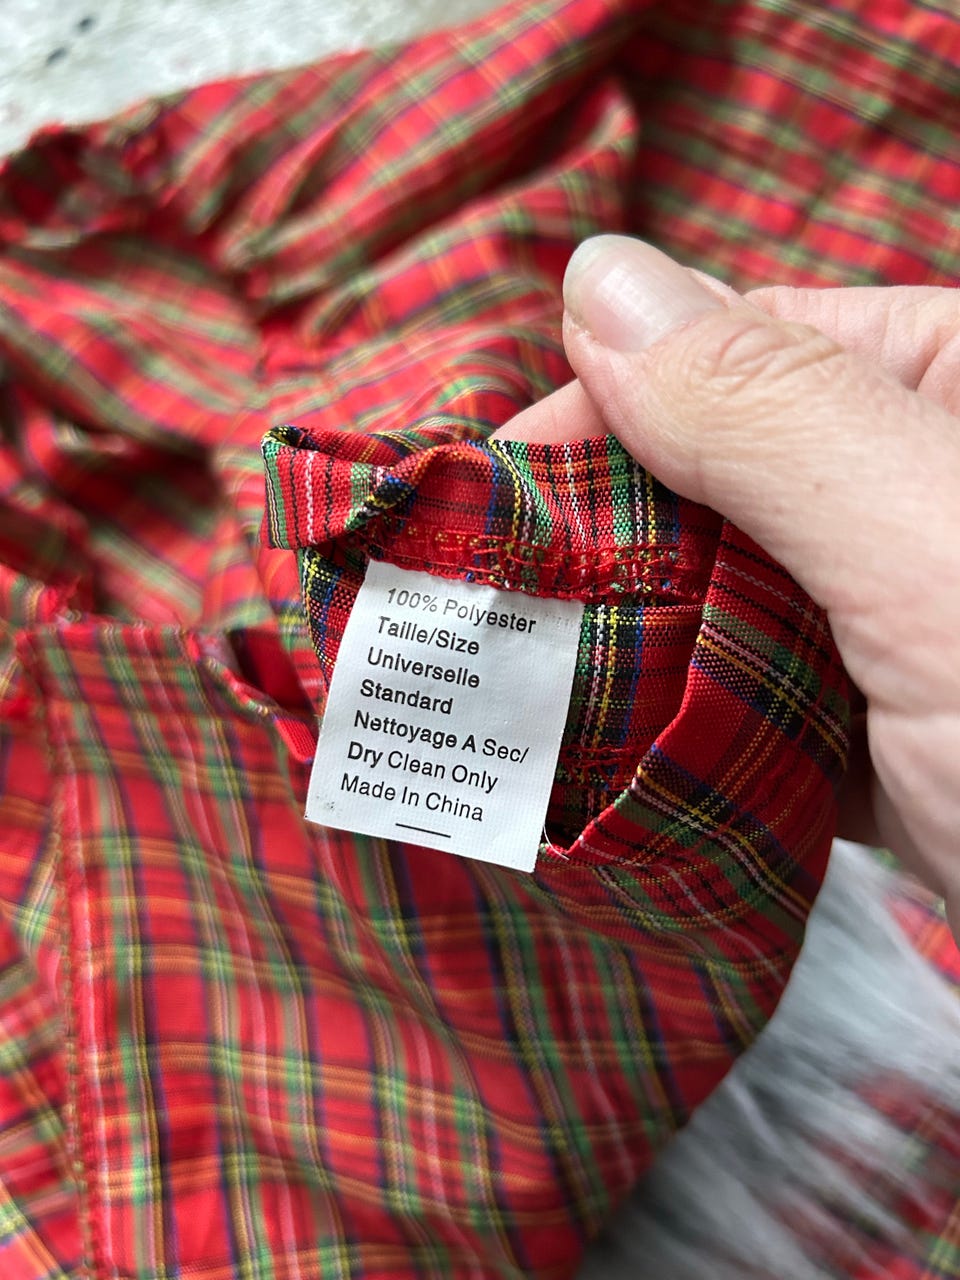 100% Polyester
Taille/Size
Universelle
Standard
Nettoyage A Sec/
Dry Clean Only
Made In China